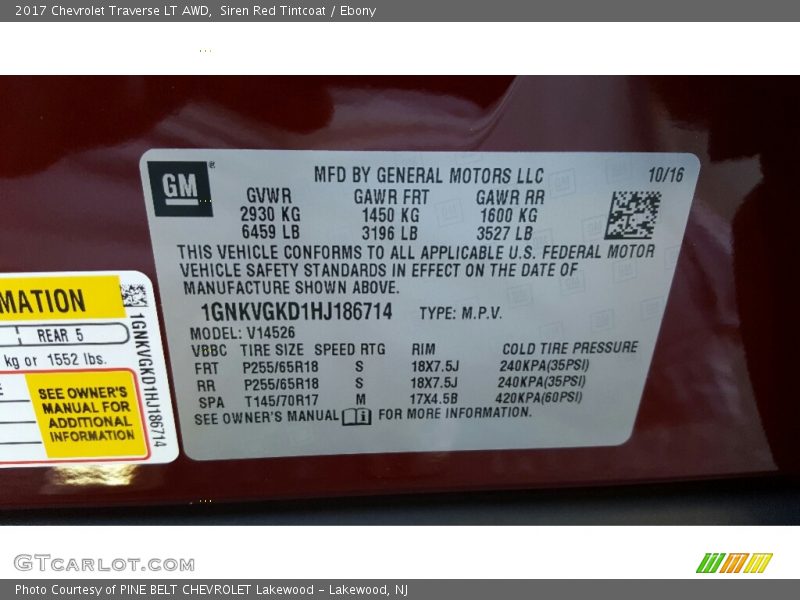 2017 Chevrolet Traverse LT AWD, Siren Red Tintcoat / Ebony
GM
MFD BY GENERAL MOTORS LLC 10/16
GVWR GAWR FRT GAWR RR
2930 KG 1450 KG 1600 KG
6459 LB 3196 LB 3527 LB
THIS VEHICLE CONFORMS TO ALL APPLICABLE U.S. FEDERAL MOTOR
VEHICLE SAFETY STANDARDS IN EFFECT ON THE DATE OF
MANUFACTURE SHOWN ABOVE.
1GNKVGKD1HJ186714 TYPE: M.P.V.
MODEL: V14526
VBBC TIRE SIZE SPEED RTG RIM COLD TIRE PRESSURE
FRT P255/65R18 S 18X7.5J 240KPA(35PSI)
RR P255/65R18 S 18X7.5J 240KPA(35PSI)
SPA T145/70R17 M 17X4.5B 420KPA(60PSI)
SEE OWNER'S MANUAL FOR MORE INFORMATION.
MATION
REAR 5
kg or 1552 lbs.
SEE OWNER'S
MANUAL FOR
ADDITIONAL
INFORMATION
1GNKVGKD1HJ186714
GTCARLOT.COM
Photo Courtesy of PINE BELT CHEVROLET Lakewood - Lakewood, NJ